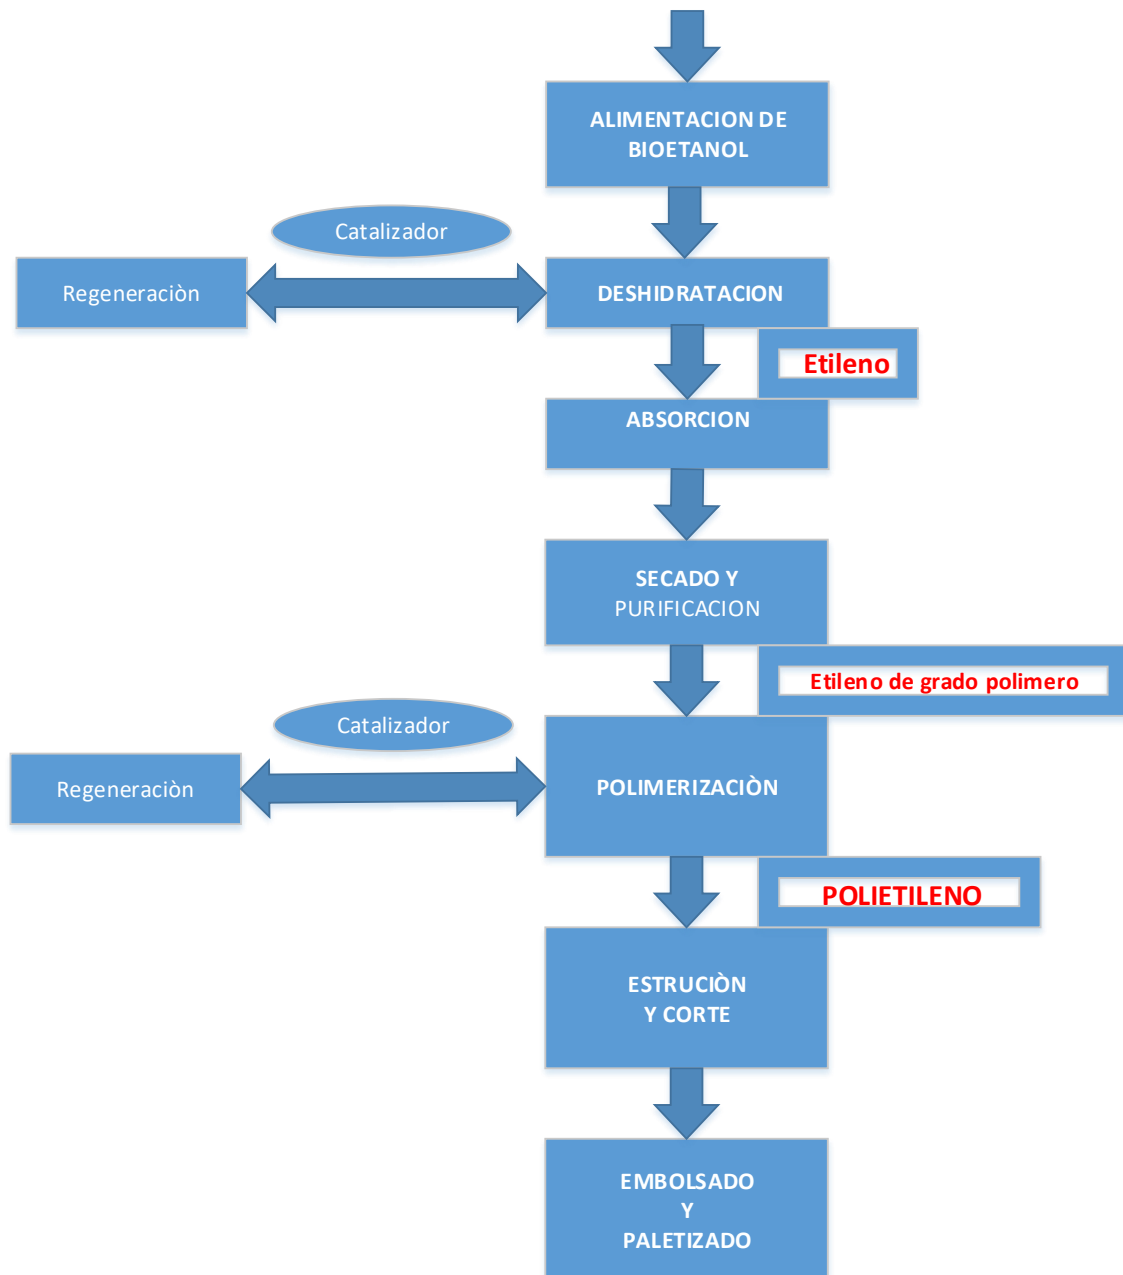 ALIMENTACION DE
BIOETANOL
Catalizador
Regeneraciòn
DESHIDRATACION
Etileno
ABSORCION
SECADO Y
PURIFICACION
Etileno de grado polimero
Catalizador
Regeneraciòn
POLIMERIZACIÒN
POLIETILENO
ESTRUCIÒN
Y CORTE
EMBOLSADO
Y
PALETIZADO